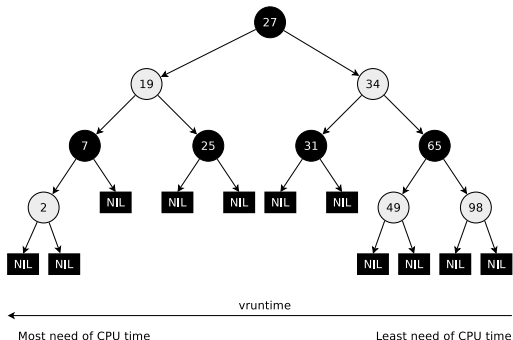 27
19 34
7 25 31 65
NIL NIL NIL NIL NIL
2 49 98
NIL NIL NIL NIL NIL NIL
vruntime
Most need of CPU time Least need of CPU time